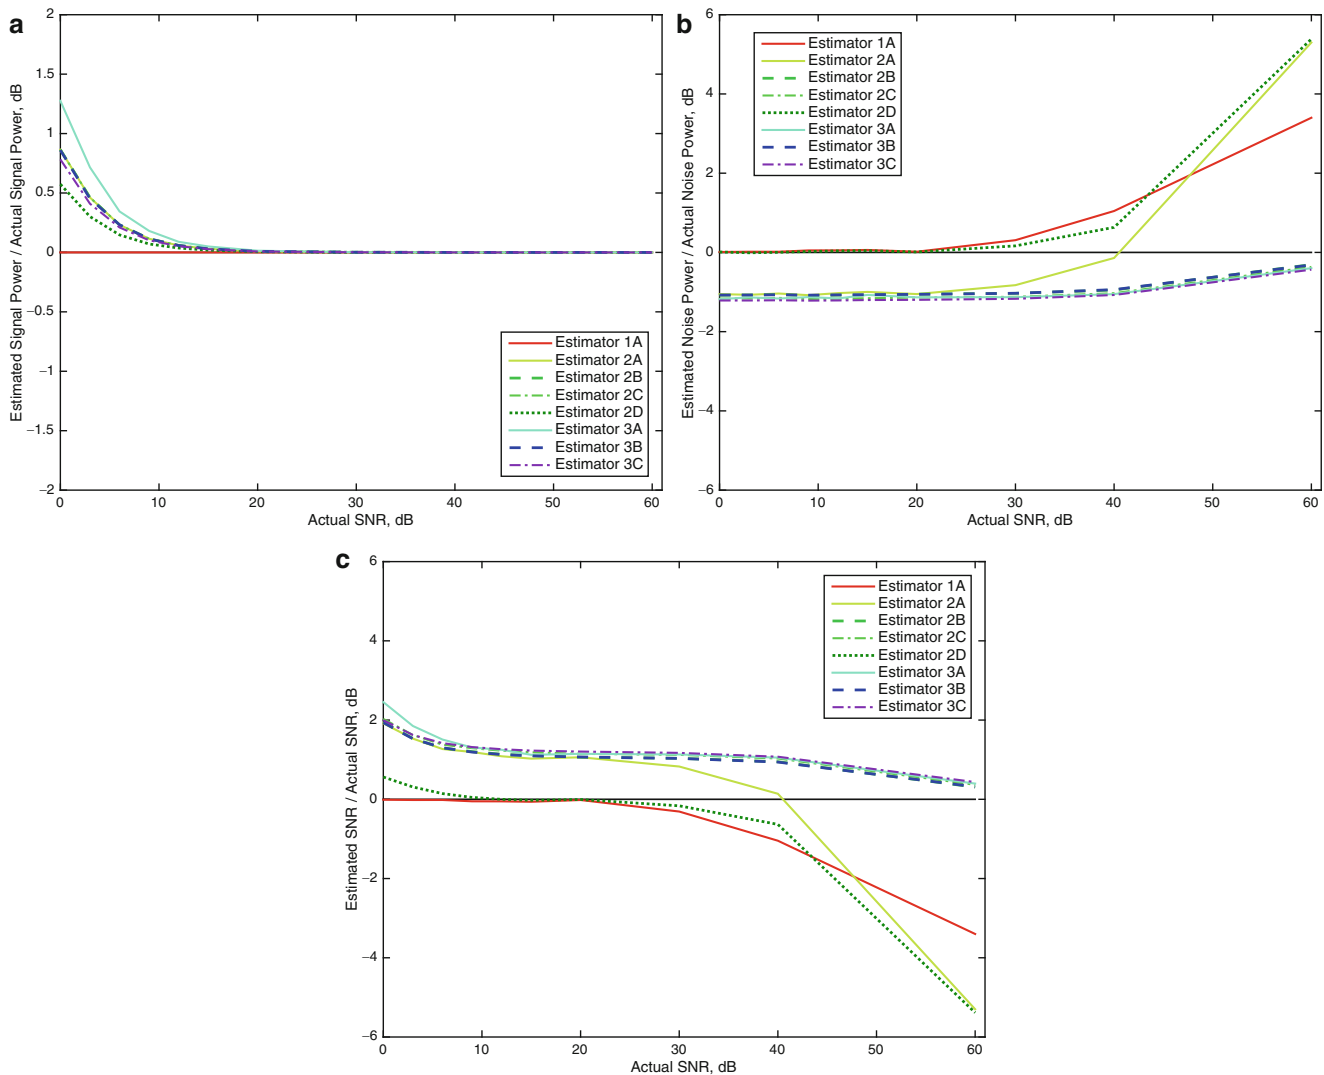 a
2
1.5
1
0.5
0
−0.5
−1
−1.5
−2
Estimated Signal Power / Actual Signal Power, dB
Estimator 1A
Estimator 2A
Estimator 2B
Estimator 2C
Estimator 2D
Estimator 3A
Estimator 3B
Estimator 3C
0 10 20 30 40 50 60
Actual SNR, dB
b
6
4
2
0
−2
−4
−6
Estimated Noise Power / Actual Noise Power, dB
Estimator 1A
Estimator 2A
Estimator 2B
Estimator 2C
Estimator 2D
Estimator 3A
Estimator 3B
Estimator 3C
0 10 20 30 40 50 60
Actual SNR, dB
c
6
4
2
0
−2
−4
−6
Estimated SNR / Actual SNR, dB
Estimator 1A
Estimator 2A
Estimator 2B
Estimator 2C
Estimator 2D
Estimator 3A
Estimator 3B
Estimator 3C
0 10 20 30 40 50 60
Actual SNR, dB